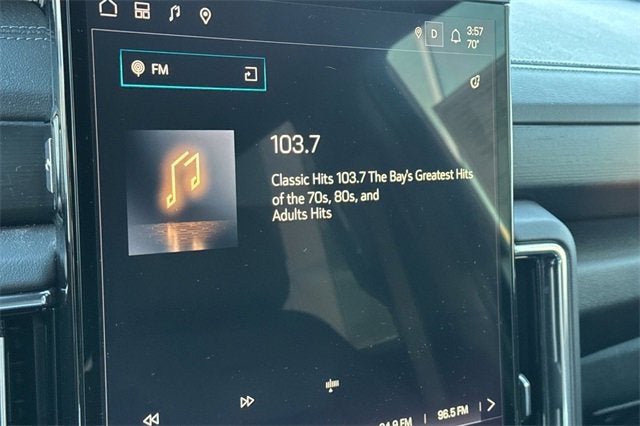 D
3:57
70°
FM
103.7
Classic Hits 103.7 The Bay's Greatest Hits
of the 70s, 80s, and
Adults Hits
96.5 FM